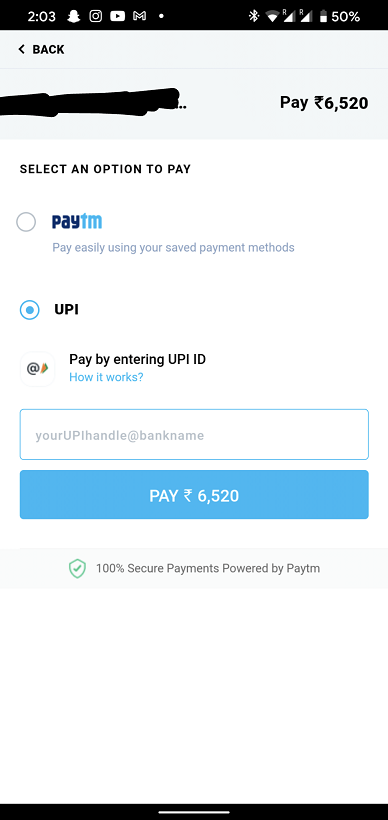 2:03 50%
R R
BACK
... Pay ₹6,520
SELECT AN OPTION TO PAY
paytm
Pay easily using your saved payment methods
UPI
@
Pay by entering UPI ID
How it works?
yourUPIhandle@bankname
PAY ₹ 6,520
100% Secure Payments Powered by Paytm